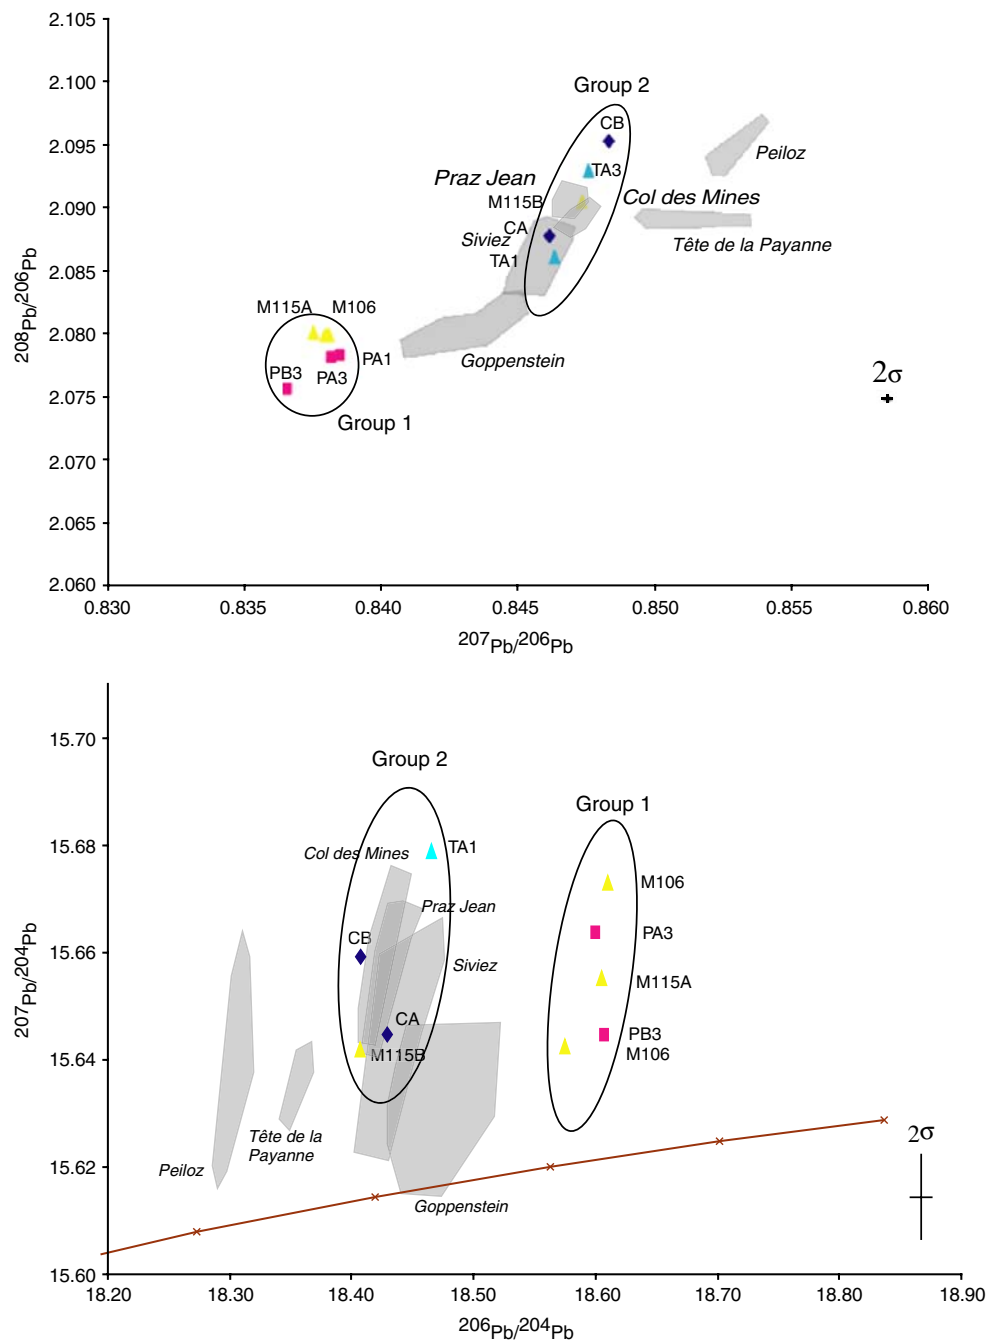 2.105
2.100
Group 2
CB
2.095
Peiloz
TA3
Praz Jean
Col des Mines
M115B
2.090
CA
Siviez
Tête de la Payanne
TA1
2.085
208Pb/206Pb
M115A M106
2.080
Goppenstein
PA1
PB3
PA3
2σ
2.075
Group 1
2.070
2.065
2.060
0.830 0.835 0.840 0.845 0.850 0.855 0.860
207Pb/206Pb
15.70
Group 2
Group 1
15.68
TA1
Col des Mines
M106
Praz Jean
PA3
CB
15.66
Siviez
M115A
207Pb/204Pb
CA
PB3
15.64
M115B
M106
Tête de la
Payanne
2σ
Peiloz
15.62
Goppenstein
15.60
18.20 18.30 18.40 18.50 18.60 18.70 18.80 18.90
206Pb/204Pb